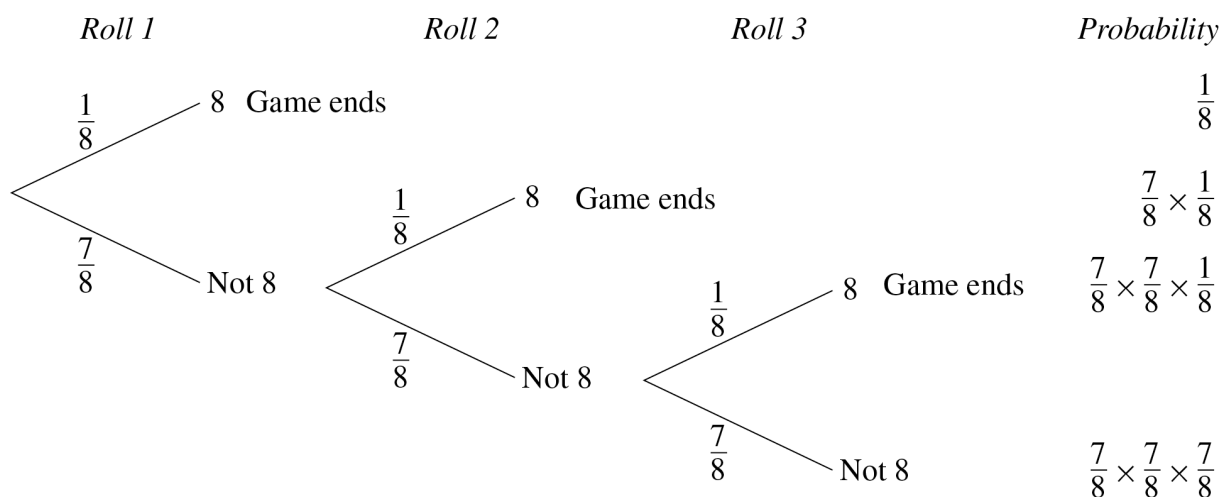 Roll 1 Roll 2 Roll 3 Probability
1/8 8 Game ends 1/8
7/8 Not 8
1/8 8 Game ends 7/8 × 1/8
7/8 Not 8
1/8 8 Game ends 7/8 × 7/8 × 1/8
7/8 Not 8 7/8 × 7/8 × 7/8